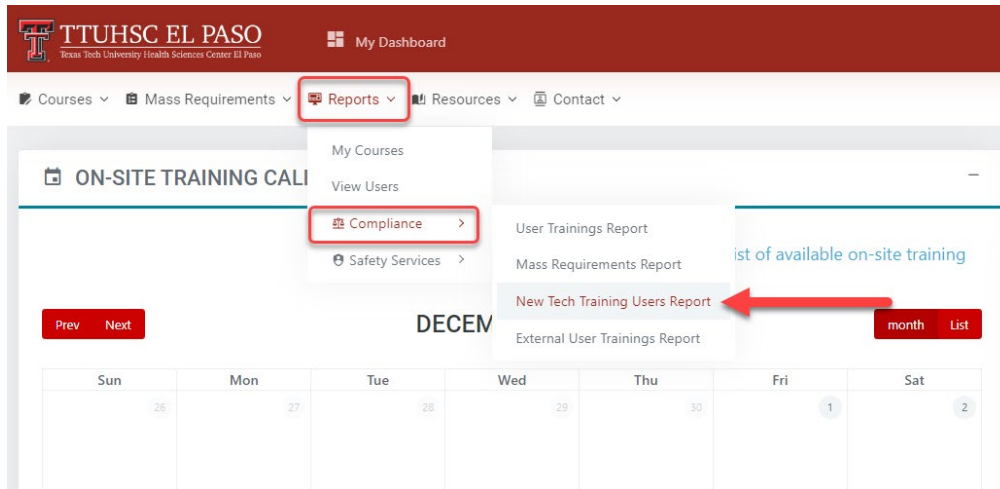 TTUHSC EL PASO
Texas Tech University Health Sciences Center El Paso
My Dashboard
Courses
Mass Requirements
Reports
Resources
Contact
My Courses
View Users
Compliance
Safety Services
User Trainings Report
Mass Requirements Report
New Tech Training Users Report
External User Trainings Report
ON-SITE TRAINING CAL
ist of available on-site training
Prev Next
DECEM
month List
Sun Mon Tue Wed Thu Fri Sat
26 27 28 29 30 1 2